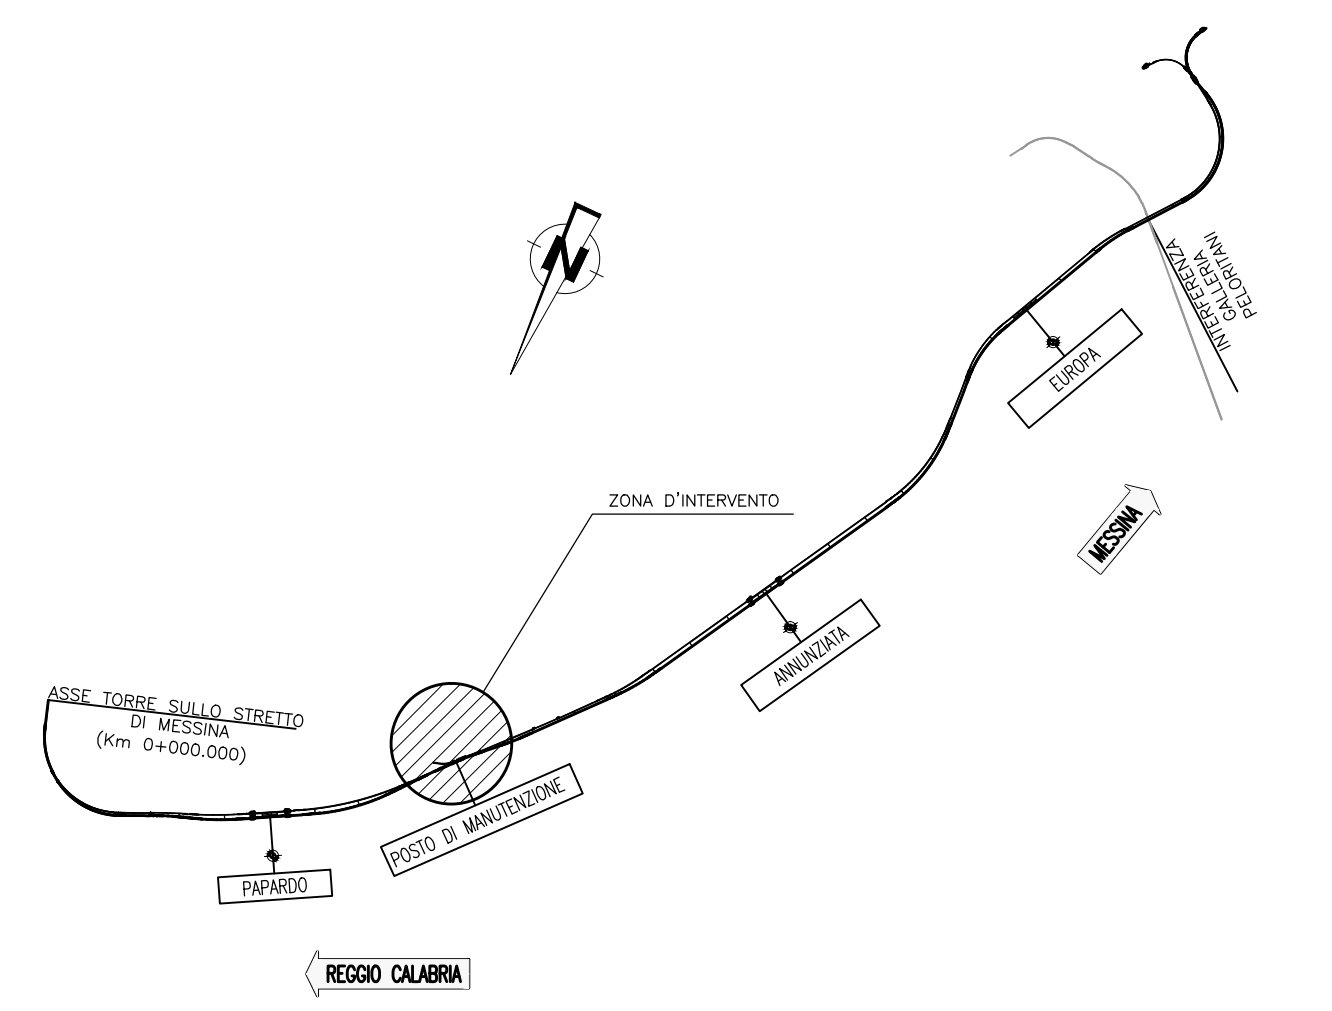 INTERFERENZA
GALLERIA
PELORITANI
N
EUROPA
ZONA D'INTERVENTO
MESSINA
ANNUNZIATA
ASSE TORRE SULLO STRETTO
DI MESSINA
(Km 0+000.000)
POSTO DI MANUTENZIONE
PAPARDO
REGGIO CALABRIA